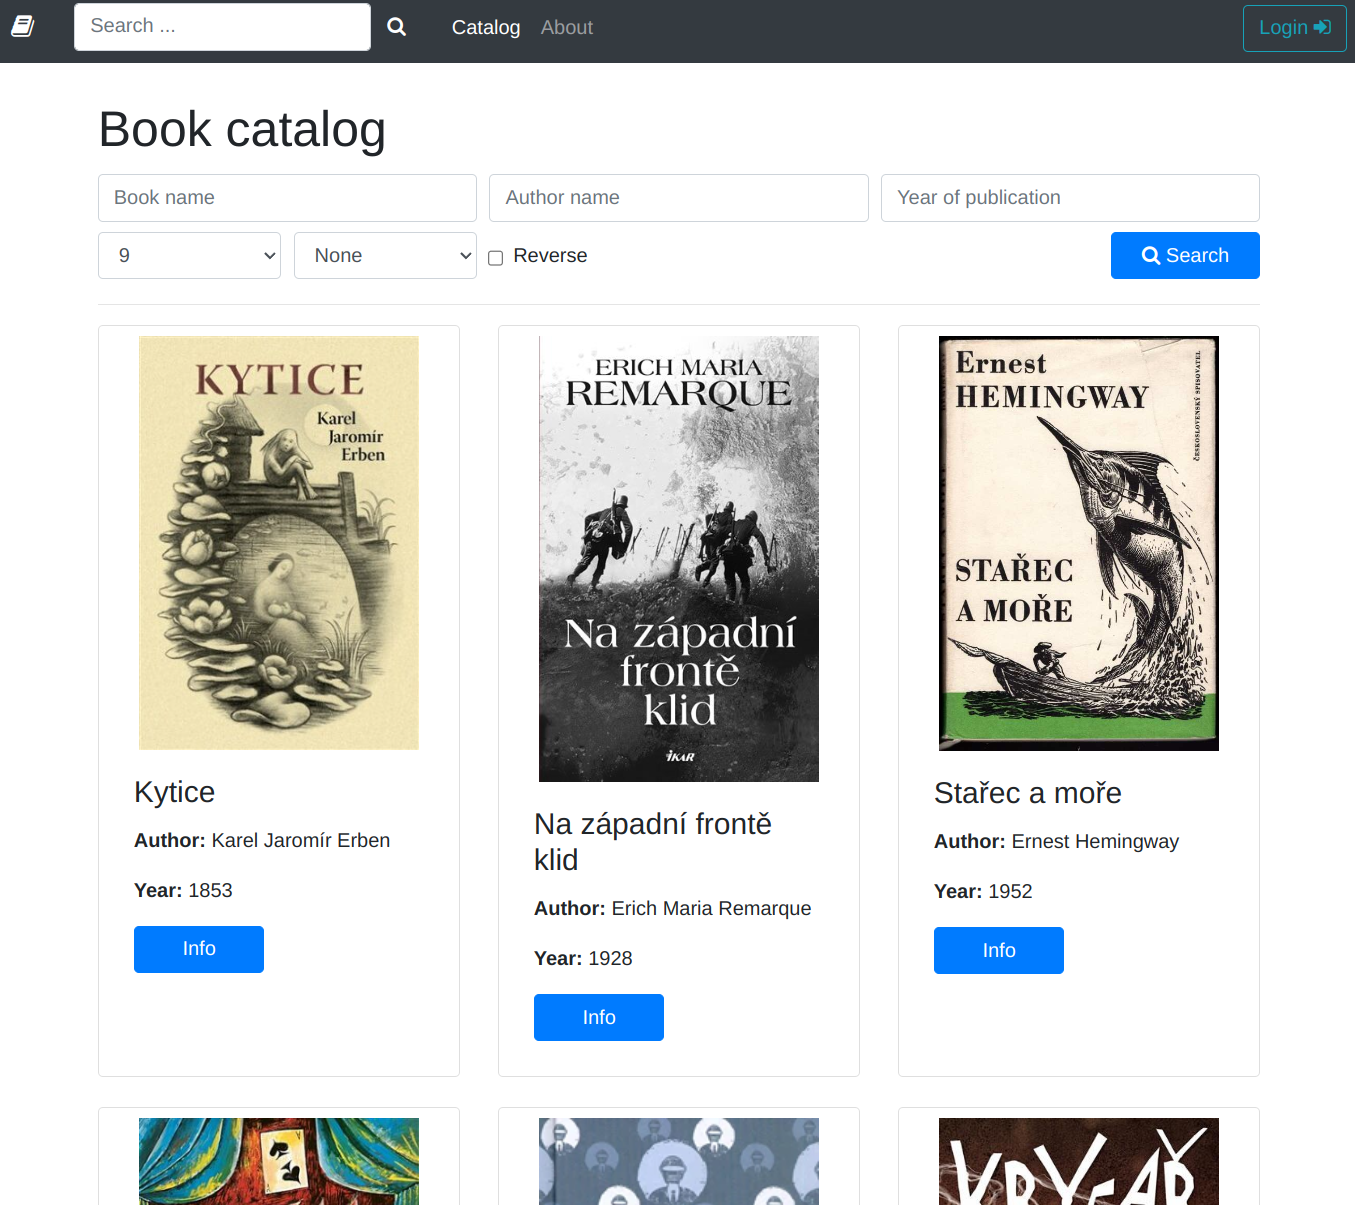 Search ...
Catalog
About
Login
Book catalog
Book name
Author name
Year of publication
9
None
Reverse
Search
KYTICE
Karel
Jaromír
Erben
Kytice
Author: Karel Jaromír Erben
Year: 1853
Info
ERICH MARIA
REMARQUE
Na západní
frontě
klid
IKAR
Na západní frontě
klid
Author: Erich Maria Remarque
Year: 1928
Info
Ernest
HEMINGWAY
ČESKOSLOVENSKÝ SPISOVATEL
STAŘEC
A MOŘE
Stařec a moře
Author: Ernest Hemingway
Year: 1952
Info